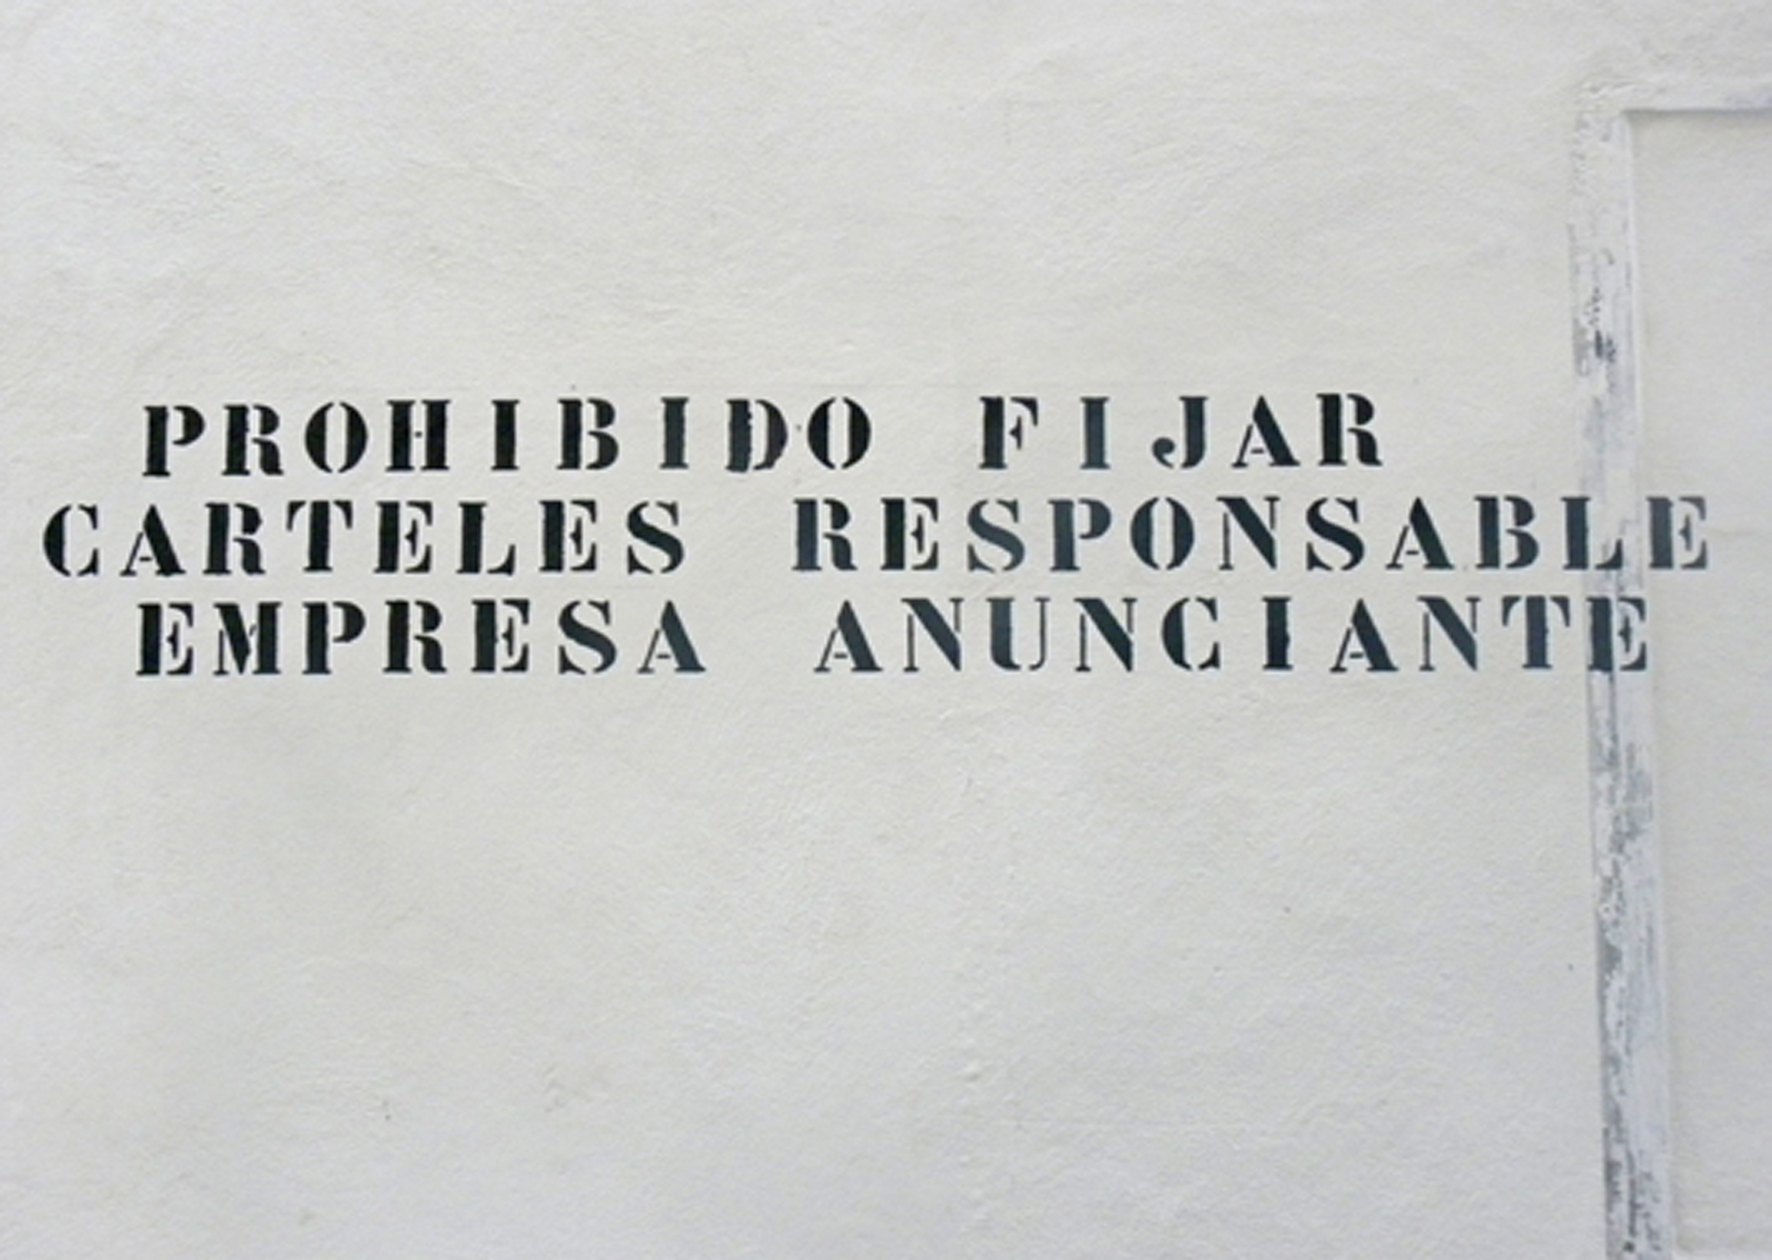 PROHIBIDO FIJAR
CARTELES RESPONSABLE
EMPRESA ANUNCIANTE